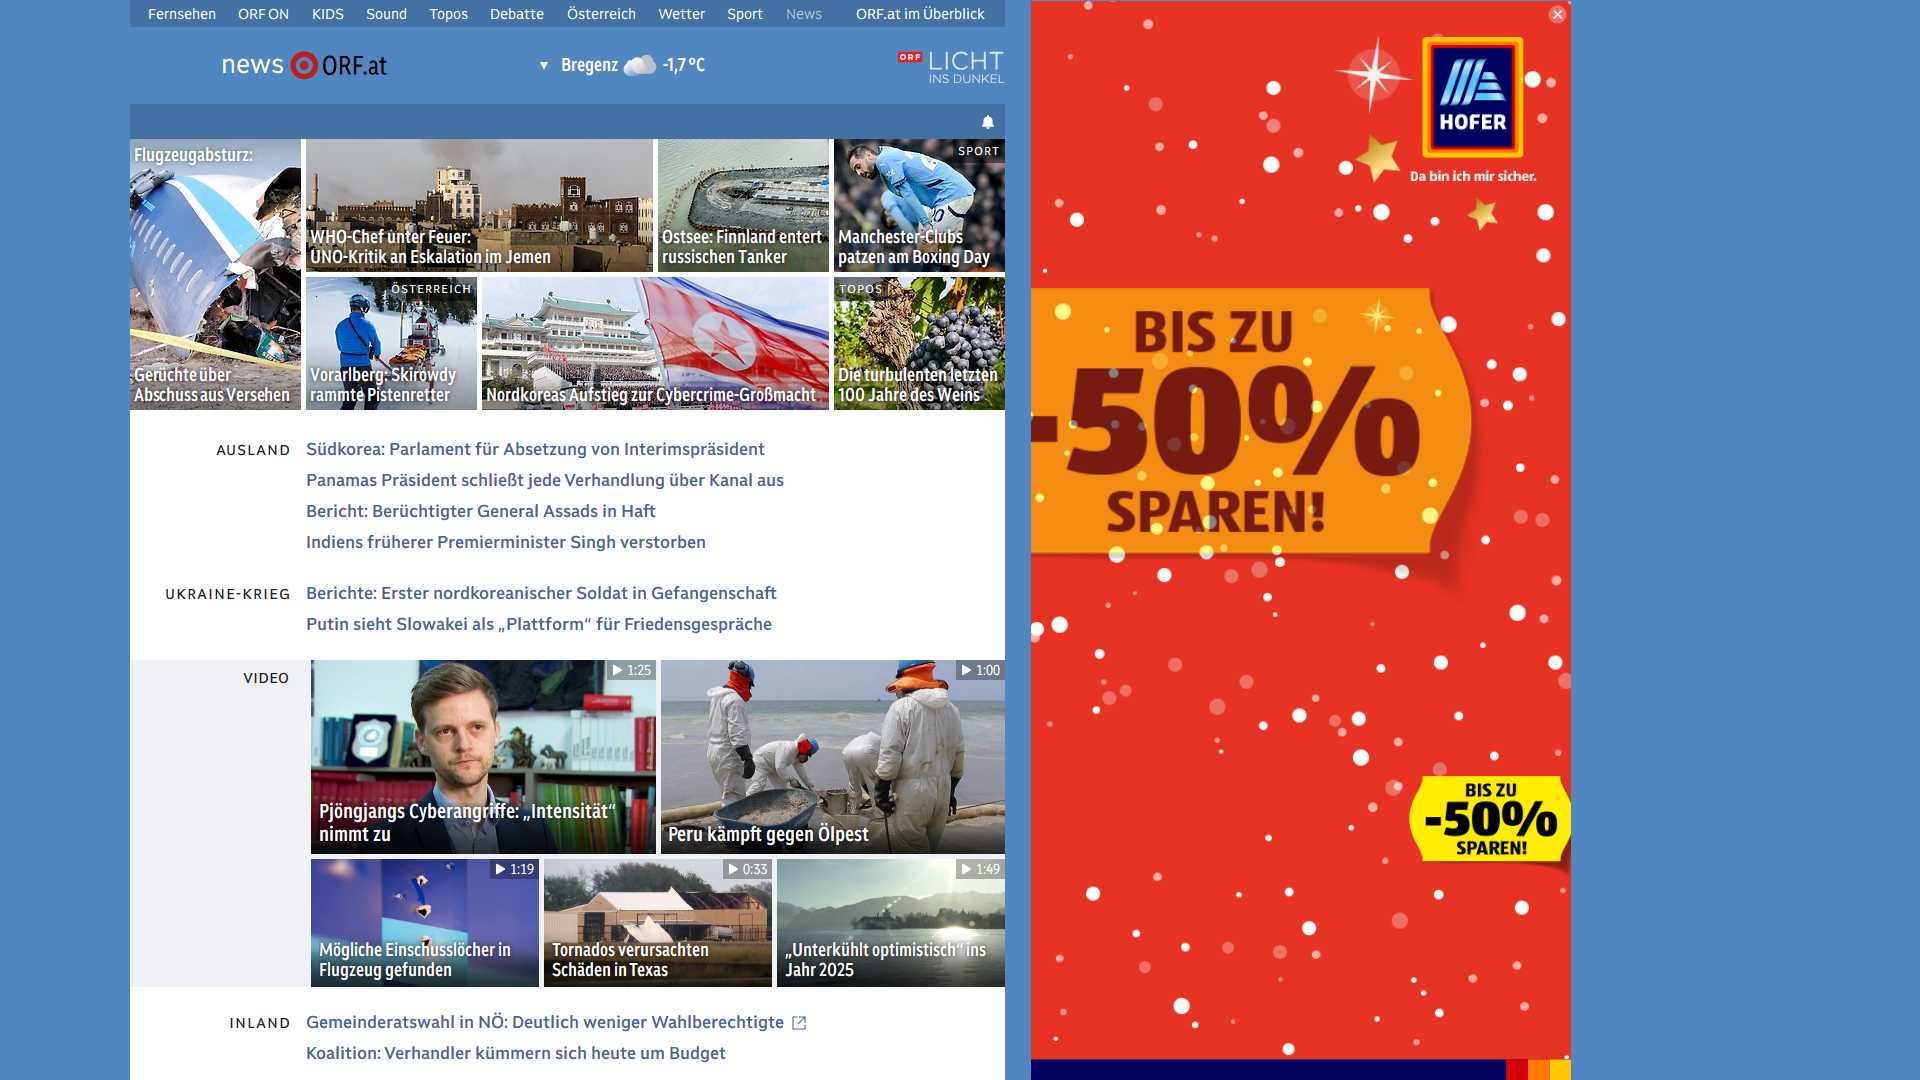 Fernsehen ORF ON KIDS Sound Topos Debatte Österreich Wetter Sport News ORF.at im Überblick
news ORF.at
Bregenz -1,7 °C
ORF LICHT
INS DUNKEL
Flugzeugabsturz:
Gerüchte über
Abschuss aus Versehen
WHO-Chef unter Feuer:
UNO-Kritik an Eskalation im Jemen
Ostsee: Finnland entert
russischen Tanker
SPORT
Manchester-Clubs
patzen am Boxing Day
ÖSTERREICH
Vorarlberg: Skirowdy
rammte Pistenretter
Nordkoreas Aufstieg zur Cybercrime-Großmacht
TOPOS
Die turbulenten letzten
100 Jahre des Weins
AUSLAND
Südkorea: Parlament für Absetzung von Interimspräsident
Panamas Präsident schließt jede Verhandlung über Kanal aus
Bericht: Berüchtigter General Assads in Haft
Indiens früherer Premierminister Singh verstorben
UKRAINE-KRIEG
Berichte: Erster nordkoreanischer Soldat in Gefangenschaft
Putin sieht Slowakei als „Plattform“ für Friedensgespräche
VIDEO
1:25
Pjöngjangs Cyberangriffe: „Intensität“
nimmt zu
1:00
Peru kämpft gegen Ölpest
1:19
Mögliche Einschusslöcher in
Flugzeug gefunden
0:33
Tornados verursachten
Schäden in Texas
1:49
„Unterkühlt optimistisch“ ins
Jahr 2025
INLAND
Gemeinderatswahl in NÖ: Deutlich weniger Wahlberechtigte
Koalition: Verhandler kümmern sich heute um Budget
HOFER
Da bin ich mir sicher.
BIS ZU
-50%
SPAREN!
BIS ZU
-50%
SPAREN!